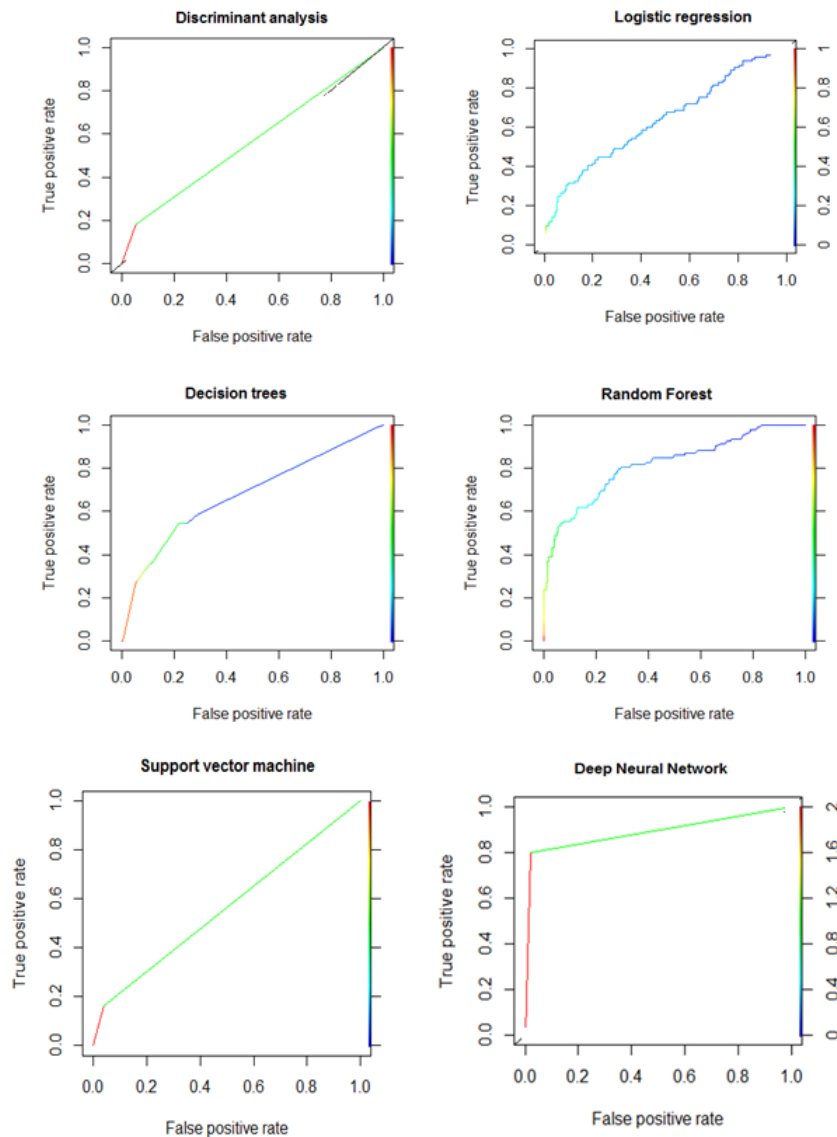 Discriminant analysis
True positive rate
0.0 0.2 0.4 0.6 0.8 1.0
0.0 0.2 0.4 0.6 0.8 1.0
False positive rate
Logistic regression
True positive rate
0.0 0.2 0.4 0.6 0.8 1.0
0 0.2 0.4 0.6 0.8 1
0.0 0.2 0.4 0.6 0.8 1.0
False positive rate
Decision trees
True positive rate
0.0 0.2 0.4 0.6 0.8 1.0
0.0 0.2 0.4 0.6 0.8 1.0
False positive rate
Random Forest
True positive rate
0.0 0.2 0.4 0.6 0.8 1.0
0.0 0.2 0.4 0.6 0.8 1.0
False positive rate
Support vector machine
True positive rate
0.0 0.2 0.4 0.6 0.8 1.0
0.0 0.2 0.4 0.6 0.8 1.0
False positive rate
Deep Neural Network
True positive rate
0.0 0.2 0.4 0.6 0.8 1.0
0 0.4 0.8 1.2 1.6 2
0.0 0.2 0.4 0.6 0.8 1.0
False positive rate